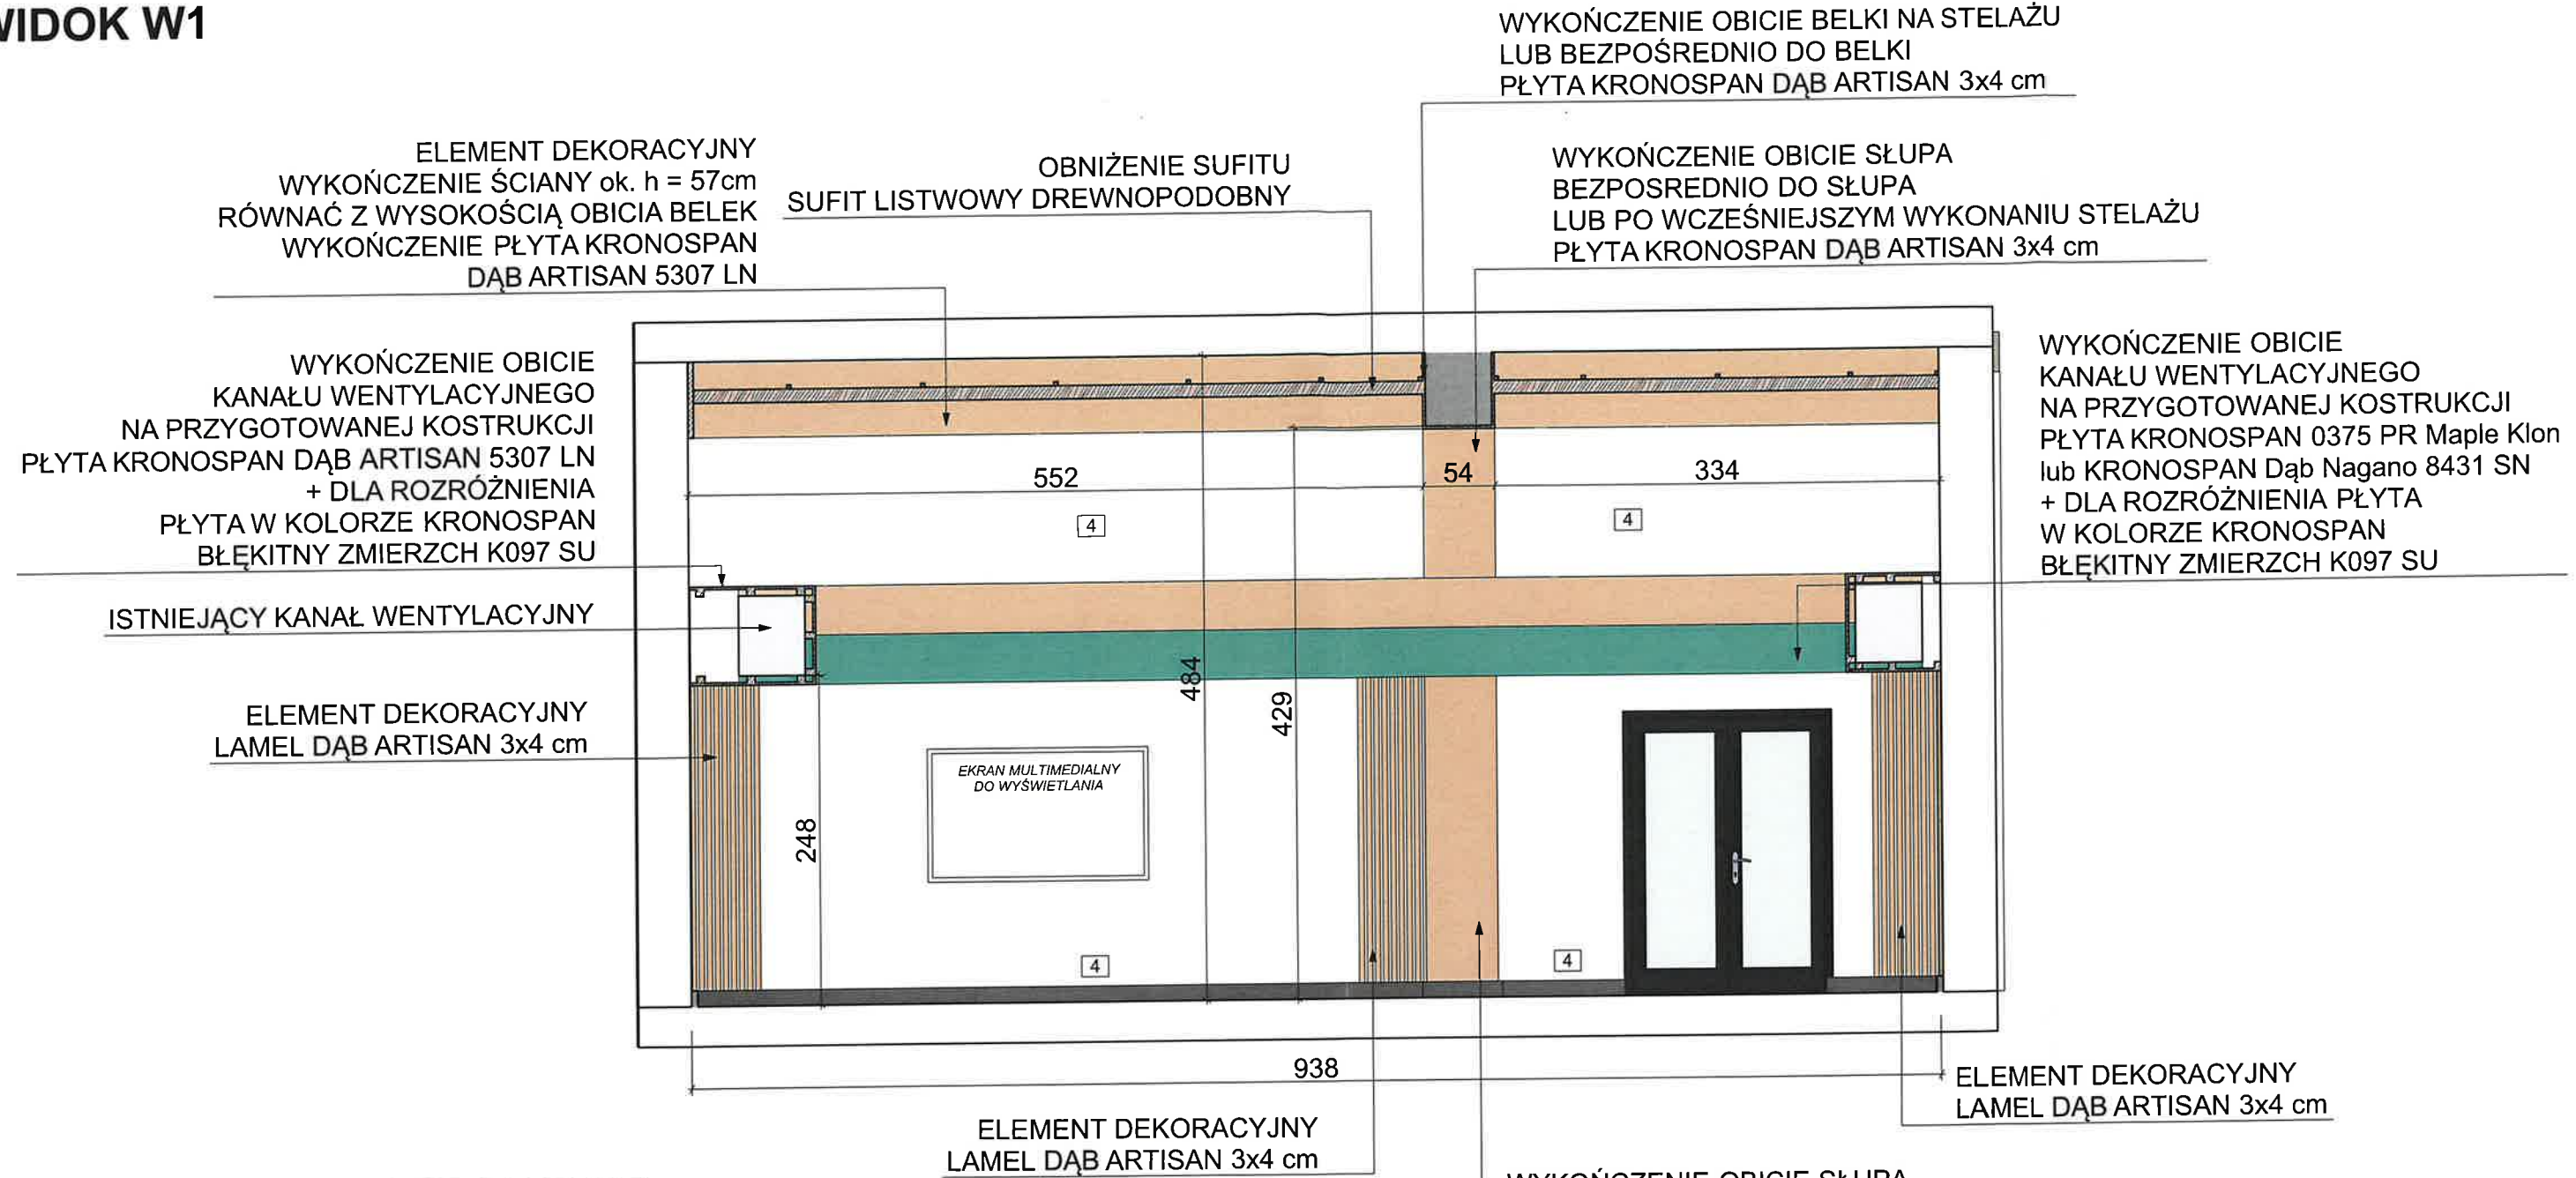 WIDOK W1
WYKOŃCZENIE OBICIE BELKI NA STELAŻU
LUB BEZPOŚREDNIO DO BELKI
PŁYTA KRONOSPAN DĄB ARTISAN 3x4 cm
ELEMENT DEKORACYJNY
WYKOŃCZENIE ŚCIANY ok. h = 57cm
RÓWNAĆ Z WYSOKOŚCIĄ OBICIA BELEK
WYKOŃCZENIE PŁYTA KRONOSPAN
DĄB ARTISAN 5307 LN
OBNIŻENIE SUFITU
SUFIT LISTWOWY DREWNOPODOBNY
WYKOŃCZENIE OBICIE SŁUPA
BEZPOSREDNIO DO SŁUPA
LUB PO WCZEŚNIEJSZYM WYKONANIU STELAŻU
PŁYTA KRONOSPAN DĄB ARTISAN 3x4 cm
WYKOŃCZENIE OBICIE
KANAŁU WENTYLACYJNEGO
NA PRZYGOTOWANEJ KOSTRUKCJI
PŁYTA KRONOSPAN DĄB ARTISAN 5307 LN
+ DLA ROZRÓŻNIENIA
PŁYTA W KOLORZE KRONOSPAN
BŁĘKITNY ZMIERZCH K097 SU
WYKOŃCZENIE OBICIE
KANAŁU WENTYLACYJNEGO
NA PRZYGOTOWANEJ KOSTRUKCJI
PŁYTA KRONOSPAN 0375 PR Maple Klon
lub KRONOSPAN Dąb Nagano 8431 SN
+ DLA ROZRÓŻNIENIA PŁYTA
W KOLORZE KRONOSPAN
BŁĘKITNY ZMIERZCH K097 SU
552
54
334
4
4
ISTNIEJĄCY KANAŁ WENTYLACYJNY
484
429
ELEMENT DEKORACYJNY
LAMEL DĄB ARTISAN 3x4 cm
EKRAN MULTIMEDIALNY
DO WYŚWIETLANIA
248
4
4
938
ELEMENT DEKORACYJNY
LAMEL DĄB ARTISAN 3x4 cm
ELEMENT DEKORACYJNY
LAMEL DĄB ARTISAN 3x4 cm
WYKOŃCZENIE OBICIE SŁUPA